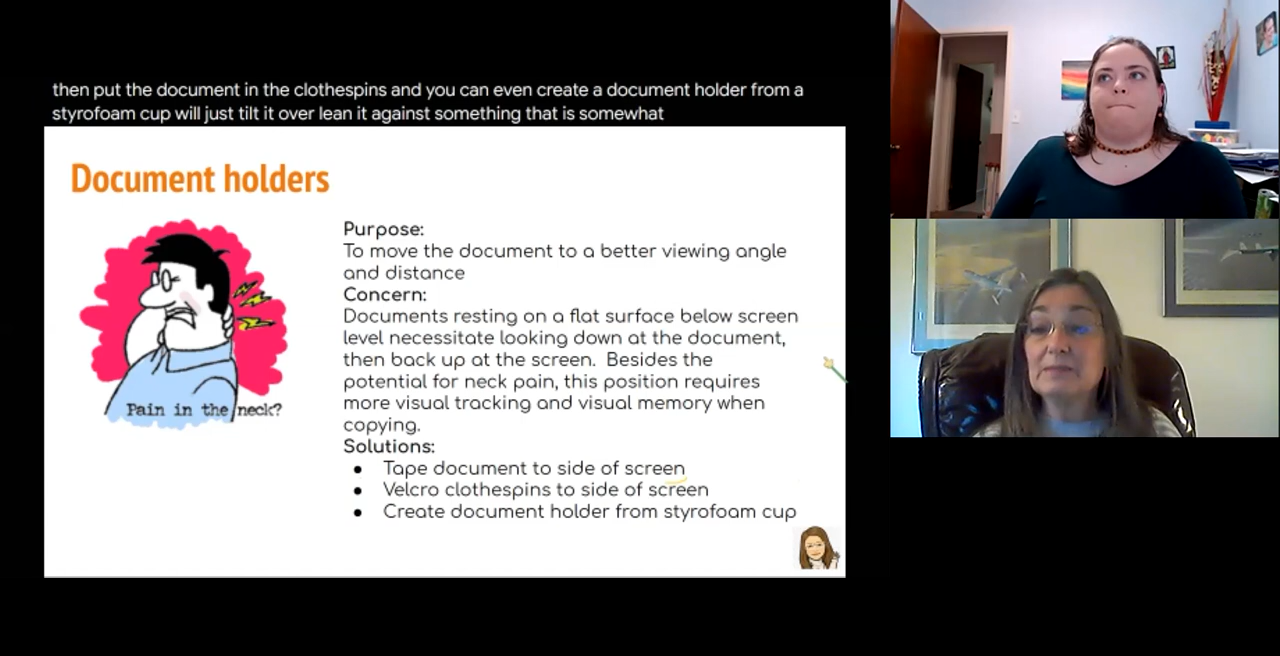 then put the document in the clothespins and you can even create a document holder from a
styrofoam cup will just tilt it over lean it against something that is somewhat
Document holders
Pain in the neck?
Purpose:
To move the document to a better viewing angle
and distance
Concern:
Documents resting on a flat surface below screen
level necessitate looking down at the document,
then back up at the screen.  Besides the
potential for neck pain, this position requires
more visual tracking and visual memory when
copying.
Solutions:
● Tape document to side of screen
● Velcro clothespins to side of screen
● Create document holder from styrofoam cup